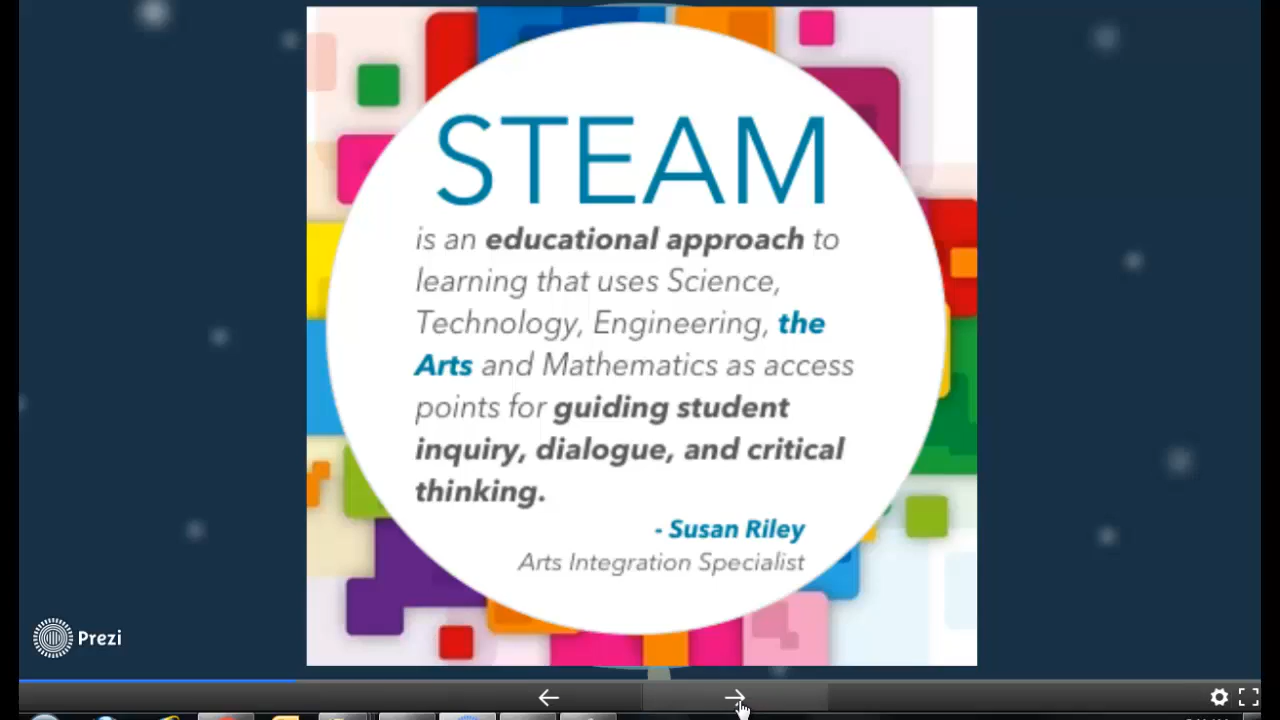 STEAM
is an educational approach to
learning that uses Science,
Technology, Engineering, the
Arts and Mathematics as access
points for guiding student
inquiry, dialogue, and critical
thinking.
- Susan Riley
Arts Integration Specialist
Prezi